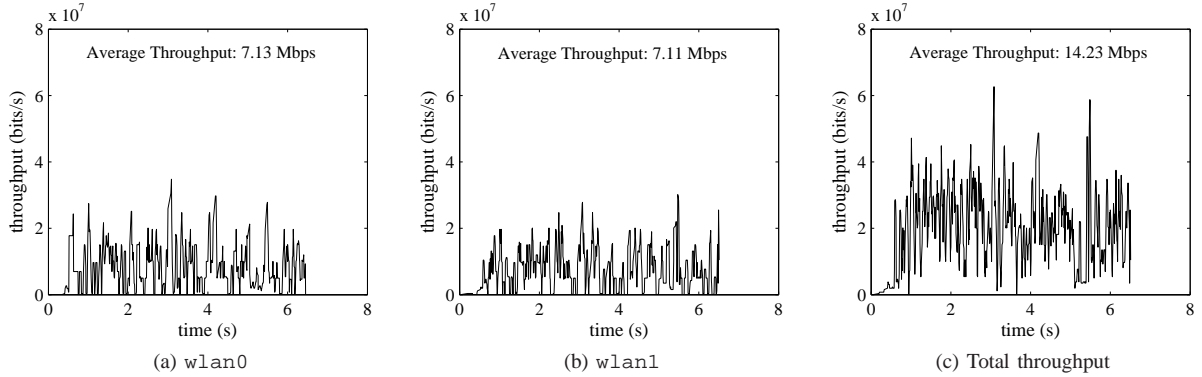 x 10^7
8
6
4
2
0
throughput (bits/s)
Average Throughput: 7.13 Mbps
0 2 4 6 8
time (s)
(a) wlan0
x 10^7
8
6
4
2
0
throughput (bits/s)
Average Throughput: 7.11 Mbps
0 2 4 6 8
time (s)
(b) wlan1
x 10^7
8
6
4
2
0
throughput (bits/s)
Average Throughput: 14.23 Mbps
0 2 4 6 8
time (s)
(c) Total throughput